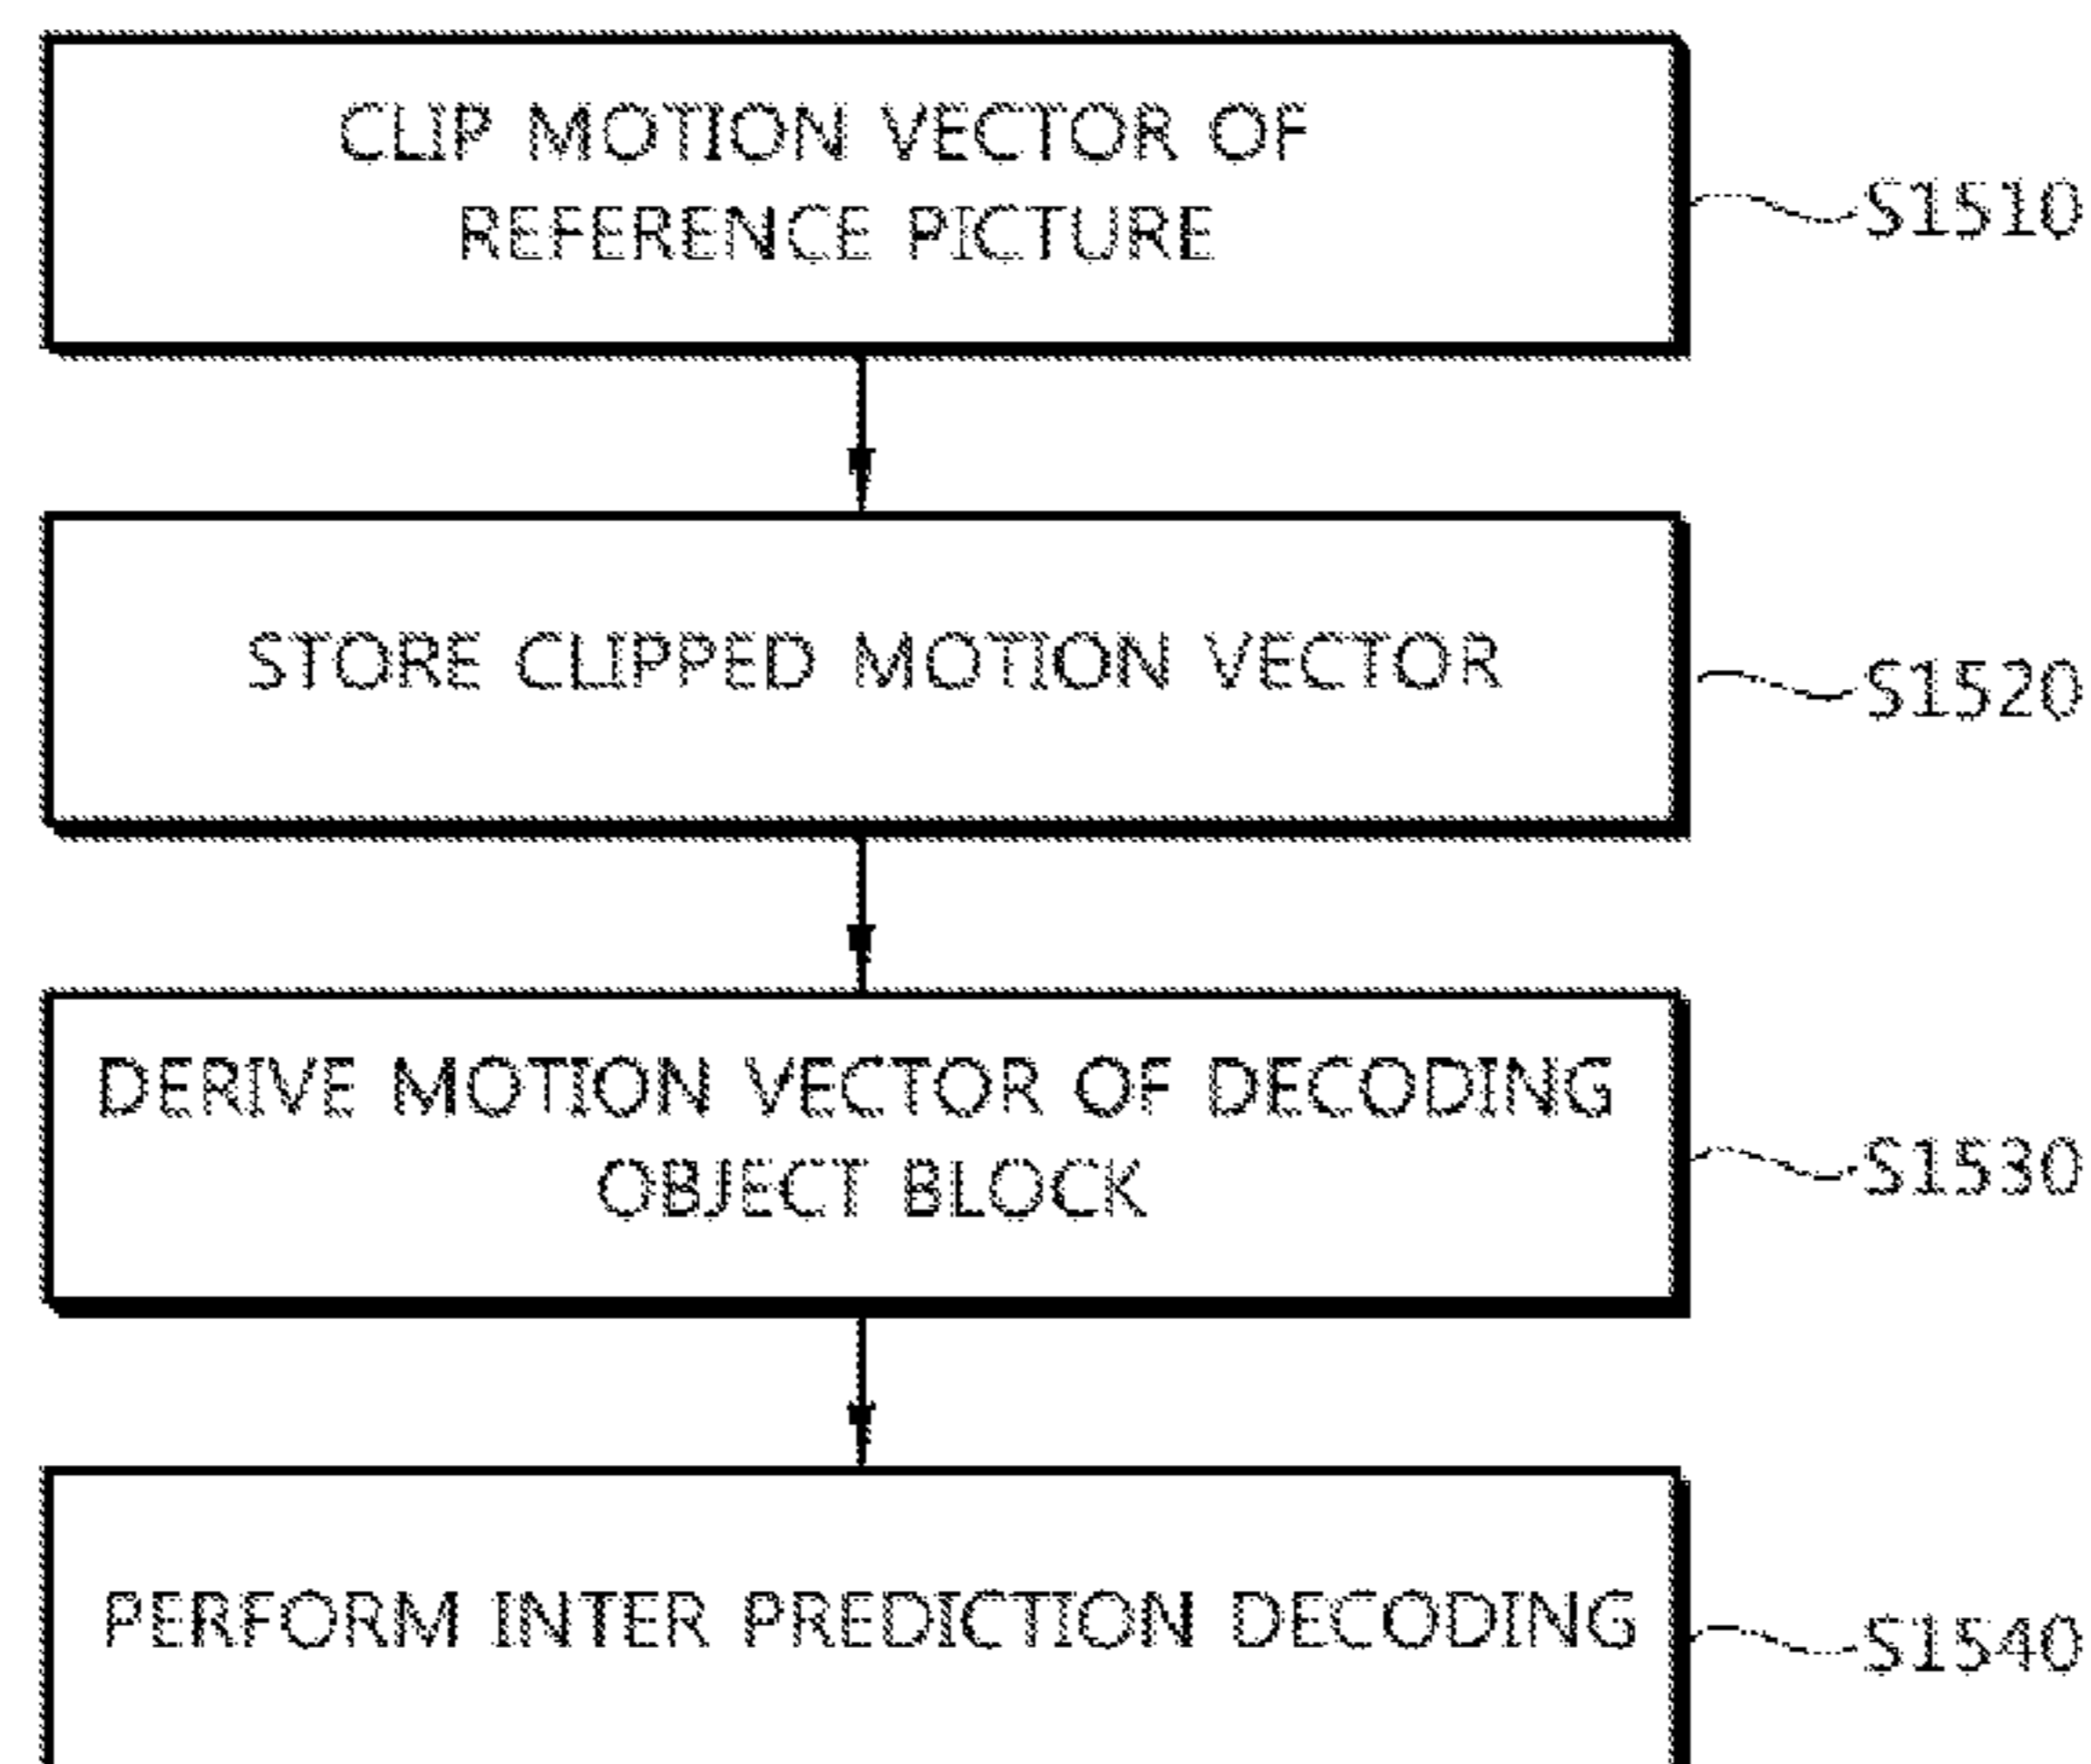 CLIP MOTION VECTOR OF
REFERENCE PICTURE
S1510
STORE CLIPPED MOTION VECTOR
S1520
DERIVE MOTION VECTOR OF DECODING
OBJECT BLOCK
S1530
PERFORM INTER PREDICTION DECODING
S1540